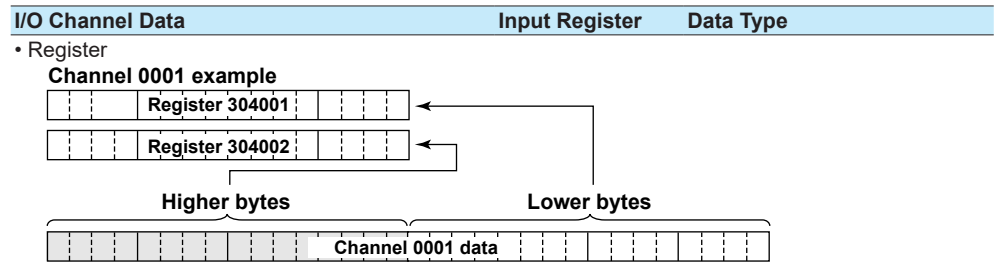 I/O Channel Data Input Register Data Type
• Register
Channel 0001 example
Register 304001
Register 304002
Higher bytes Lower bytes
Channel 0001 data